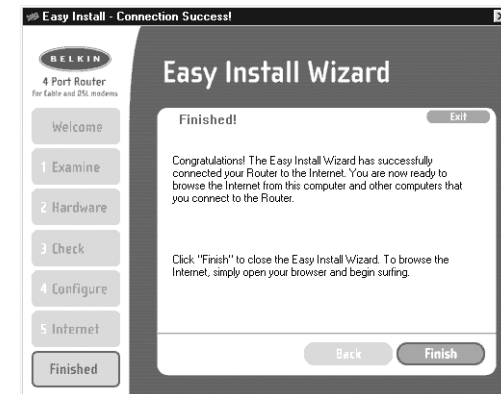 Easy Install - Connection Success!
BELKIN
4 Port Router
for Cable and DSL modems
Welcome
1 Examine
2 Hardware
3 Check
4 Configure
5 Internet
Finished
Easy Install Wizard
Finished!
Exit
Congratulations! The Easy Install Wizard has successfully
connected your Router to the Internet. You are now ready to
browse the Internet from this computer and other computers that
you connect to the Router.
Click "Finish" to close the Easy Install Wizard. To browse the
Internet, simply open your browser and begin surfing.
Back
Finish